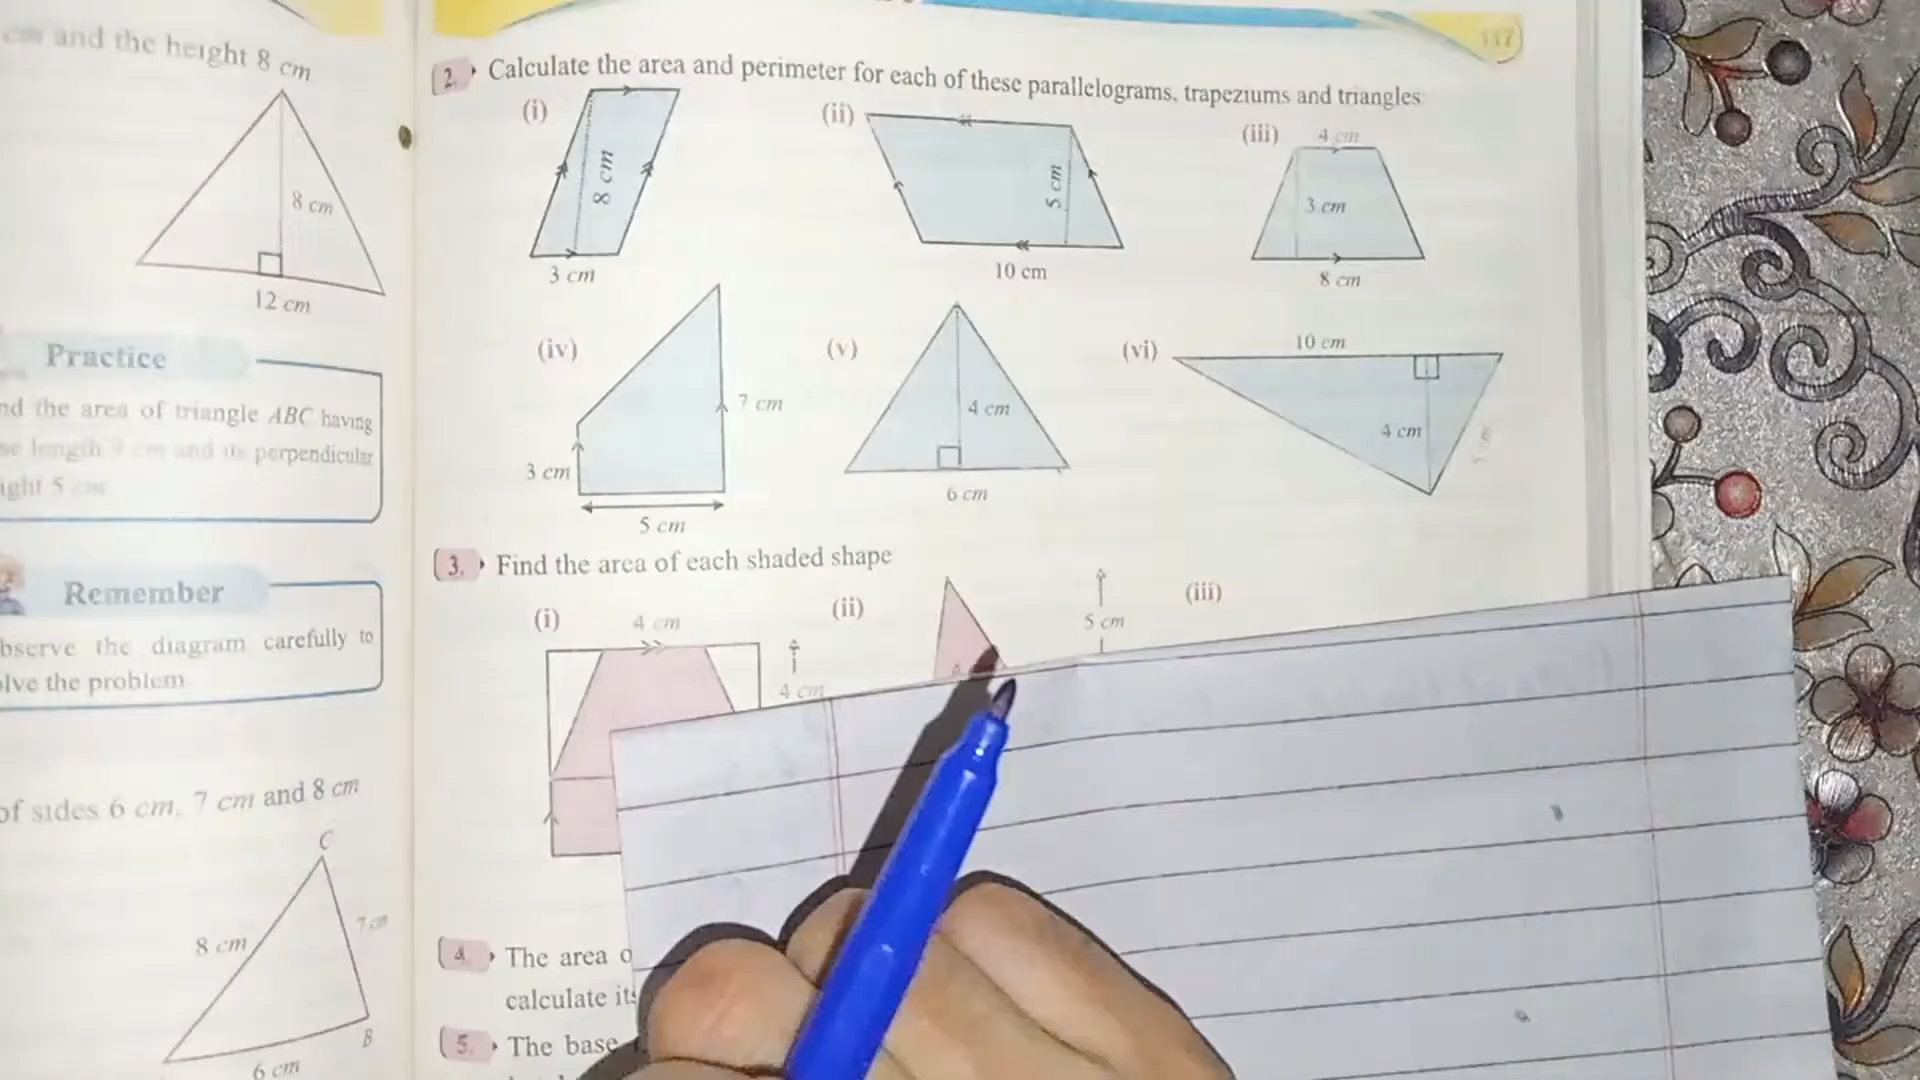 cm and the height 8 cm
8 cm
12 cm
Practice
nd the area of triangle ABC having
se length 9 cm and its perpendicular
ight 5 cm
Remember
bserve the diagram carefully to
lve the problem
of sides 6 cm, 7 cm and 8 cm
C
8 cm
7 cm
B
6 cm
117
2. Calculate the area and perimeter for each of these parallelograms, trapeziums and triangles
(i)
8 cm
3 cm
(ii)
5 cm
10 cm
(iii)
4 cm
3 cm
8 cm
(iv)
7 cm
3 cm
5 cm
(v)
4 cm
6 cm
(vi)
10 cm
4 cm
3. Find the area of each shaded shape
(i)
4 cm
4 cm
(ii)
5 cm
(iii)
4. The area o
calculate its
5. The base